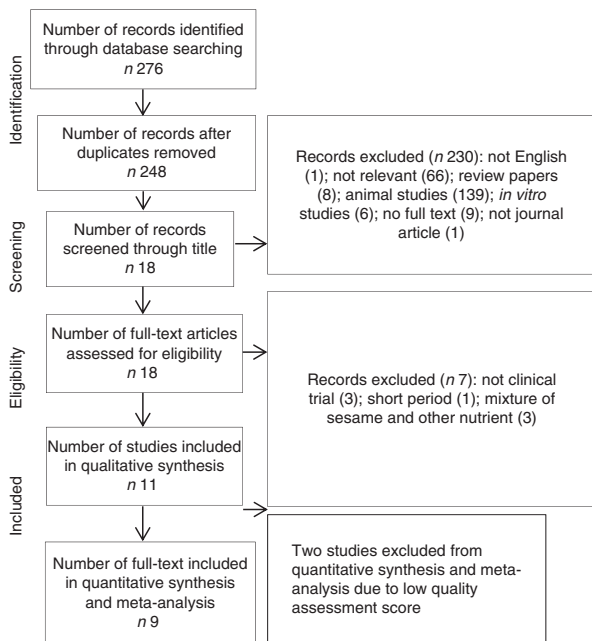 Identification
Number of records identified
through database searching
n 276
Number of records after
duplicates removed
n 248
Records excluded (n 230): not English
(1); not relevant (66); review papers
(8); animal studies (139); in vitro
studies (6); no full text (9); not journal
article (1)
Screening
Number of records
screened through title
n 18
Eligibility
Number of full-text articles
assessed for eligibility
n 18
Records excluded (n 7): not clinical
trial (3); short period (1); mixture of
sesame and other nutrient (3)
Included
Number of studies included
in qualitative synthesis
n 11
Number of full-text included
in quantitative synthesis
and meta-analysis
n 9
Two studies excluded from
quantitative synthesis and meta-
analysis due to low quality
assessment score